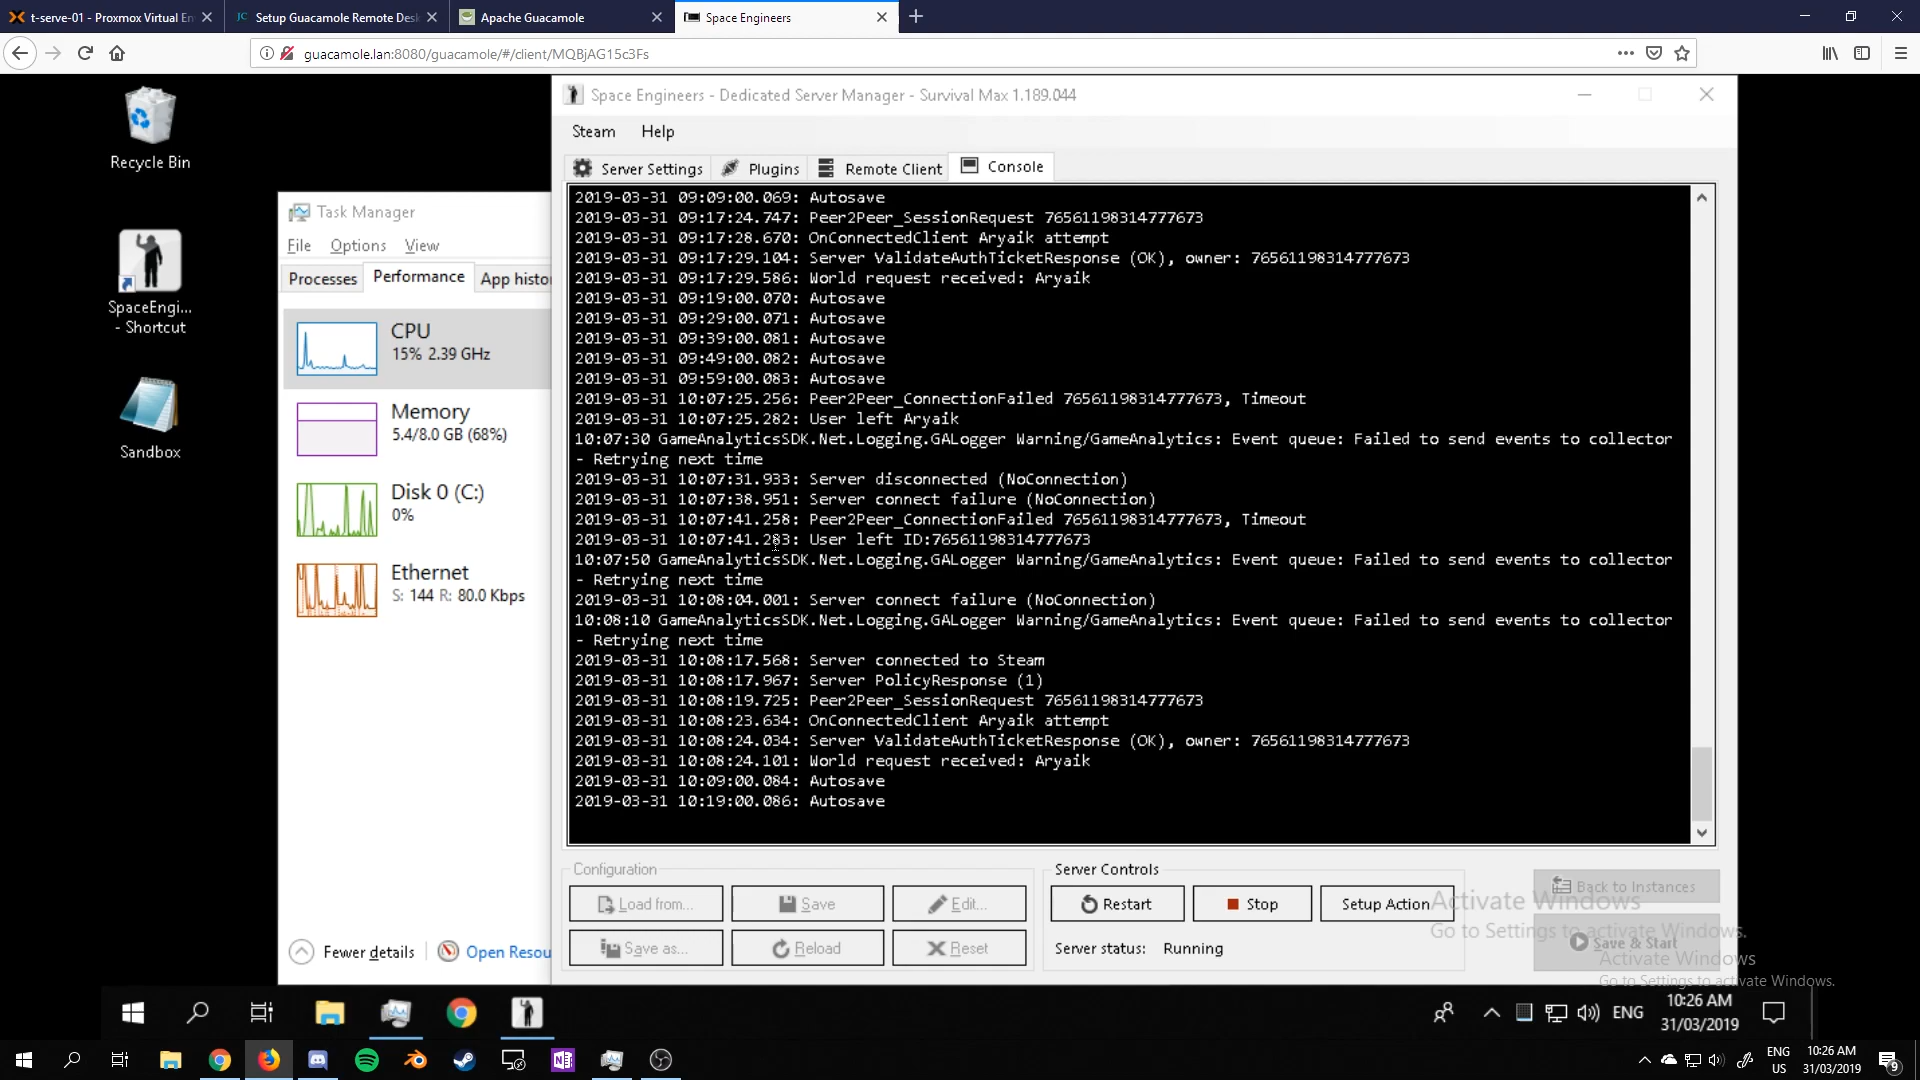 t-serve-01 - Proxmox Virtual En
Setup Guacamole Remote Des
Apache Guacamole
Space Engineers
guacamole.lan:8080/guacamole/#/client/MQBjAG15c3Fs
Recycle Bin
SpaceEngi...
- Shortcut
Sandbox
Task Manager
File Options View
Processes Performance App histo
CPU
15% 2.39 GHz
Memory
5.4/8.0 GB (68%)
Disk 0 (C:)
0%
Ethernet
S: 144 R: 80.0 Kbps
Fewer details
Open Resou
Space Engineers - Dedicated Server Manager - Survival Max 1.189.044
Steam Help
Server Settings Plugins Remote Client Console
2019-03-31 09:09:00.069: Autosave
2019-03-31 09:17:24.747: Peer2Peer_SessionRequest 76561198314777673
2019-03-31 09:17:28.670: OnConnectedClient Aryaik attempt
2019-03-31 09:17:29.104: Server ValidateAuthTicketResponse (OK), owner: 76561198314777673
2019-03-31 09:17:29.586: World request received: Aryaik
2019-03-31 09:19:00.070: Autosave
2019-03-31 09:29:00.071: Autosave
2019-03-31 09:39:00.081: Autosave
2019-03-31 09:49:00.082: Autosave
2019-03-31 09:59:00.083: Autosave
2019-03-31 10:07:25.256: Peer2Peer_ConnectionFailed 76561198314777673, Timeout
2019-03-31 10:07:25.282: User left Aryaik
10:07:30 GameAnalyticsSDK.Net.Logging.GALogger Warning/GameAnalytics: Event queue: Failed to send events to collector
- Retrying next time
2019-03-31 10:07:31.933: Server disconnected (NoConnection)
2019-03-31 10:07:38.951: Server connect failure (NoConnection)
2019-03-31 10:07:41.258: Peer2Peer_ConnectionFailed 76561198314777673, Timeout
2019-03-31 10:07:41.283: User left ID:76561198314777673
10:07:50 GameAnalyticsSDK.Net.Logging.GALogger Warning/GameAnalytics: Event queue: Failed to send events to collector
- Retrying next time
2019-03-31 10:08:04.001: Server connect failure (NoConnection)
10:08:10 GameAnalyticsSDK.Net.Logging.GALogger Warning/GameAnalytics: Event queue: Failed to send events to collector
- Retrying next time
2019-03-31 10:08:17.568: Server connected to Steam
2019-03-31 10:08:17.967: Server PolicyResponse (1)
2019-03-31 10:08:19.725: Peer2Peer_SessionRequest 76561198314777673
2019-03-31 10:08:23.634: OnConnectedClient Aryaik attempt
2019-03-31 10:08:24.034: Server ValidateAuthTicketResponse (OK), owner: 76561198314777673
2019-03-31 10:08:24.101: World request received: Aryaik
2019-03-31 10:09:00.084: Autosave
2019-03-31 10:19:00.086: Autosave
Configuration
Load from... Save Edit...
Save as... Reload Reset
Server Controls
Restart Stop Setup Action
Server status: Running
Back to Instances
Save & Start
Activate Windows
Go to Settings to activate Windows.
Activate Windows
Go to Settings to activate Windows.
ENG
10:26 AM
31/03/2019
ENG
US
10:26 AM
31/03/2019
9